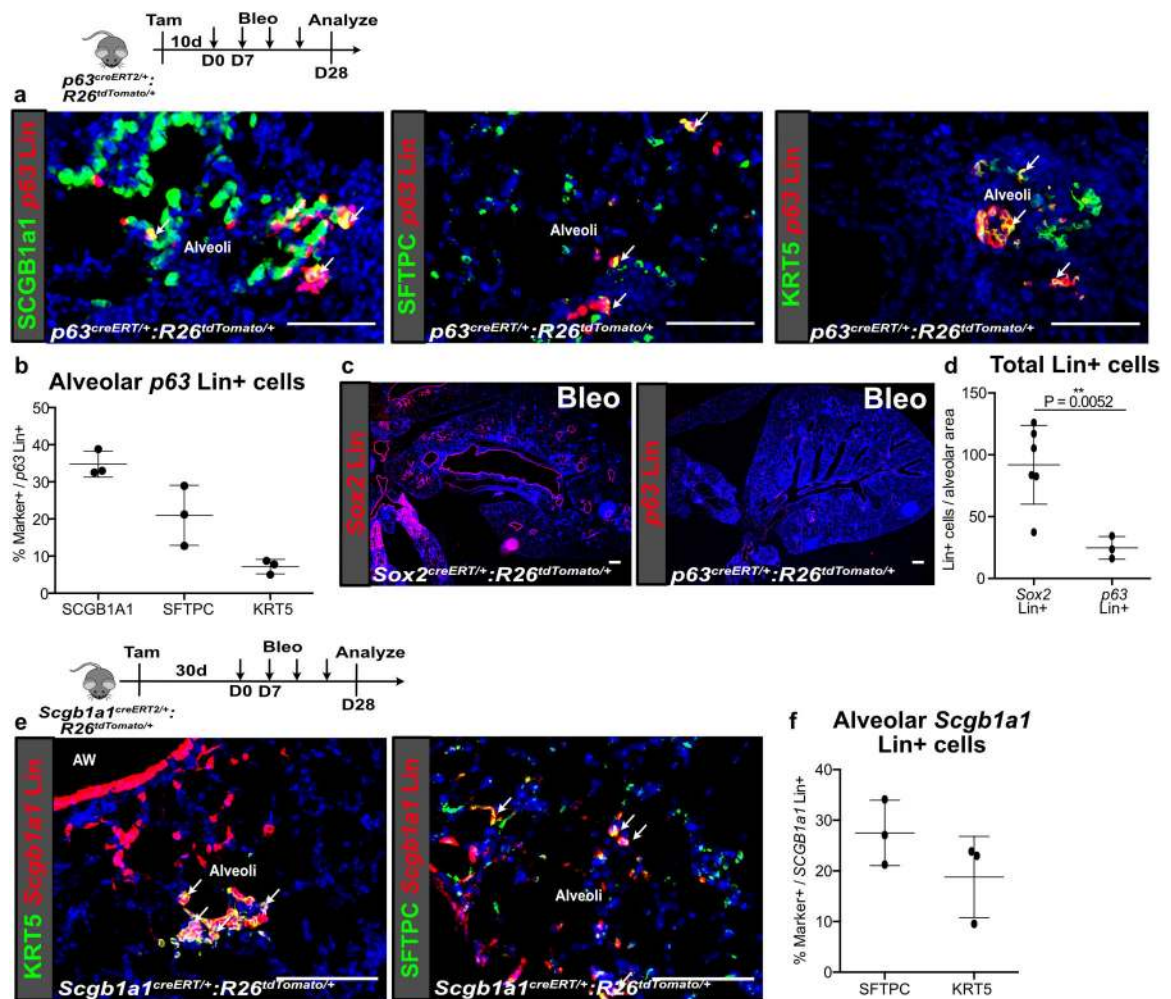 Tam
Bleo
Analyze
10d
D0
D7
D28
p63creERT2/+:
R26tdTomato/+
a
SCGB1a1 p63 Lin
Alveoli
p63creERT/+:R26tdTomato/+
SFTPC p63 Lin
Alveoli
p63creERT/+:R26tdTomato/+
KRT5 p63 Lin
Alveoli
p63creERT/+:R26tdTomato/+
b
Alveolar p63 Lin+ cells
% Marker+ / p63 Lin+
50
40
30
20
10
0
SCGB1A1
SFTPC
KRT5
c
Sox2 Lin
Bleo
Sox2creERT/+:R26tdTomato/+
p63 Lin
Bleo
p63creERT/+:R26tdTomato/+
d
Total Lin+ cells
**
P = 0.0052
Lin+ cells / alveolar area
150
100
50
0
Sox2
Lin+
p63
Lin+
Tam
Bleo
Analyze
30d
D0
D7
D28
Scgb1a1creERT2/+:
R26tdTomato/+
e
KRT5 Scgb1a1 Lin
AW
Alveoli
Scgb1a1creERT/+:R26tdTomato/+
SFTPC Scgb1a1 Lin
Alveoli
Scgb1a1creERT/+:R26tdTomato/+
f
Alveolar Scgb1a1
Lin+ cells
% Marker+ / SCGB1a1 Lin+
40
30
20
10
0
SFTPC
KRT5